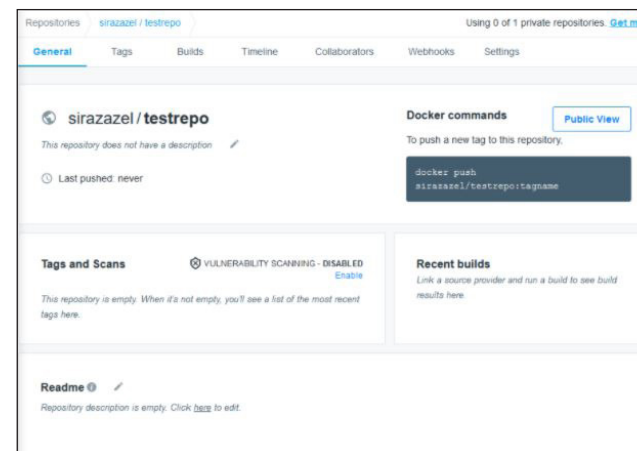 Repositories sirazazel / testrepo Using 0 of 1 private repositories. Get m
General Tags Builds Timeline Collaborators Webhooks Settings
sirazazel / testrepo
This repository does not have a description
Last pushed: never
Docker commands
Public View
To push a new tag to this repository,
docker push
sirazazel/testrepo:tagname
Tags and Scans
VULNERABILITY SCANNING - DISABLED
Enable
This repository is empty. When it's not empty, you'll see a list of the most recent
tags here.
Recent builds
Link a source provider and run a build to see build
results here.
Readme
Repository description is empty. Click here to edit.